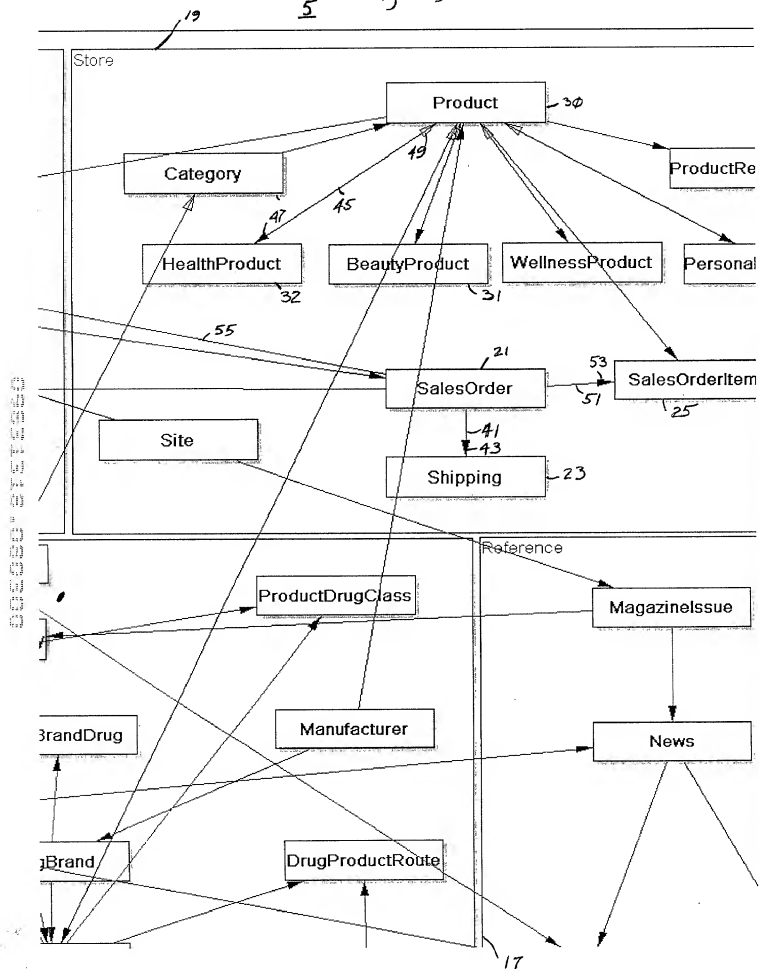 5
19
Store
Product
30
49
Category
ProductRe
47
45
HealthProduct
BeautyProduct
WellnessProduct
Personal
32
31
55
21
53
SalesOrder
SalesOrderItem
51
25
41
Site
43
Shipping
23
Reference
ProductDrugClass
MagazineIssue
BrandDrug
Manufacturer
News
gBrand
DrugProductRoute
17